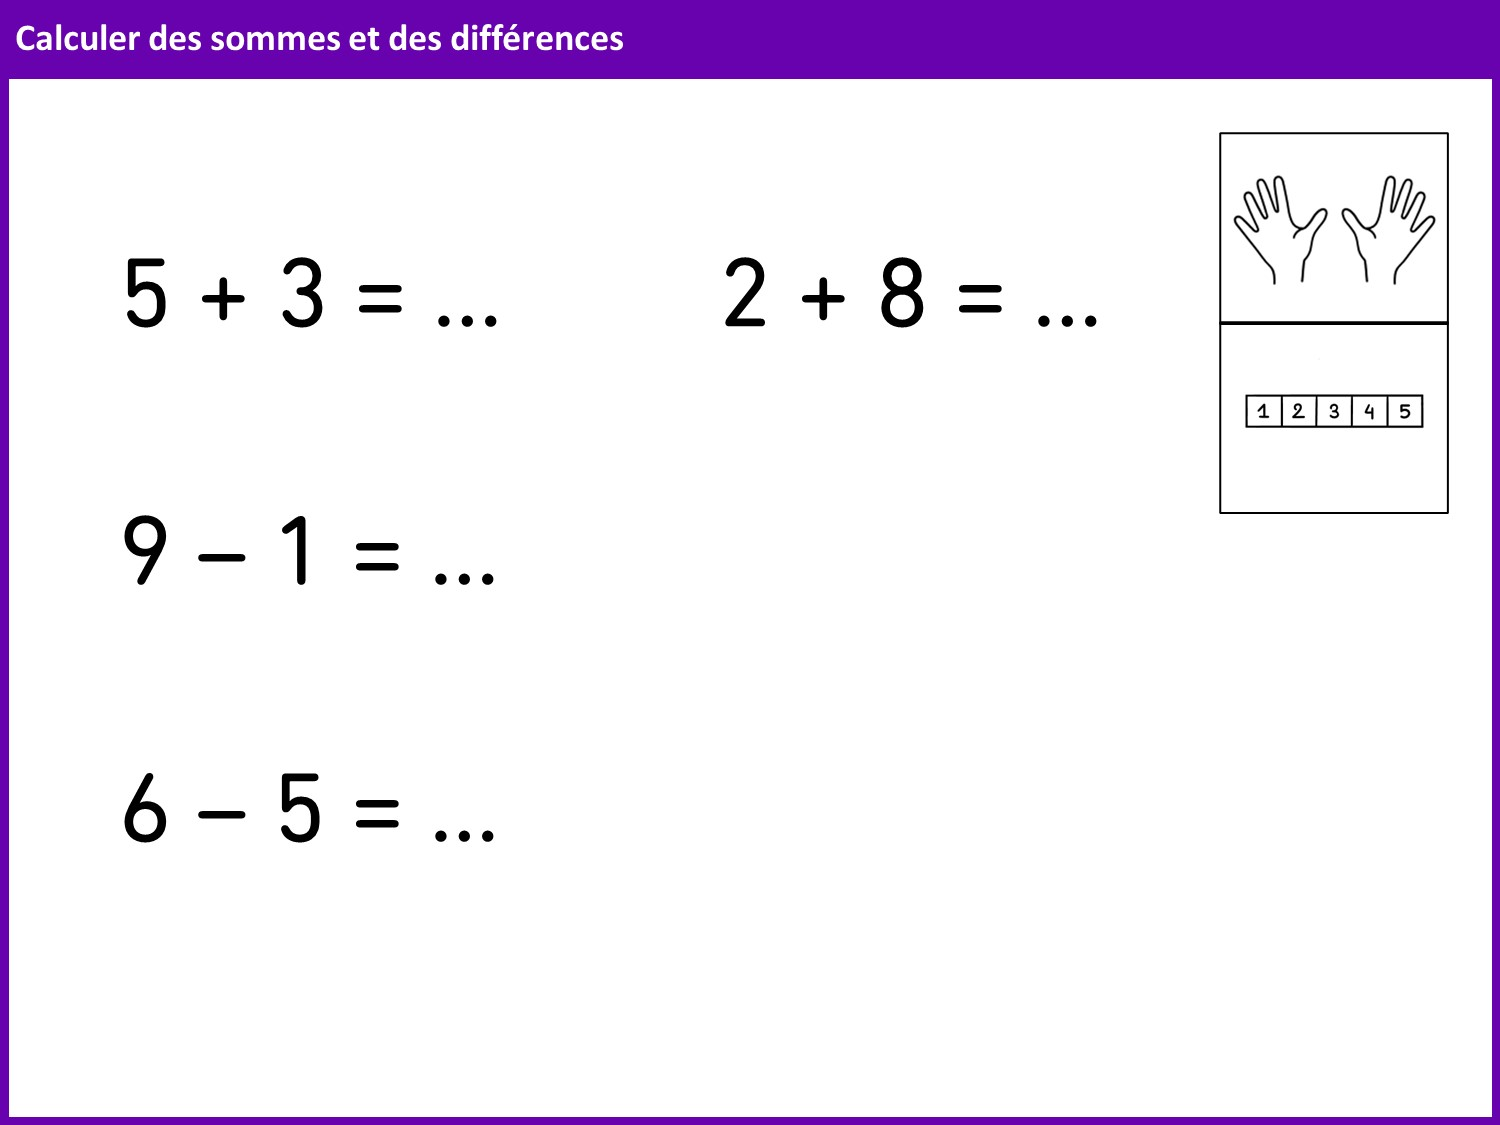 Calculer des sommes et des différences
5 + 3 = ...
2 + 8 = ...
1 2 3 4 5
9 – 1 = ...
6 – 5 = ...